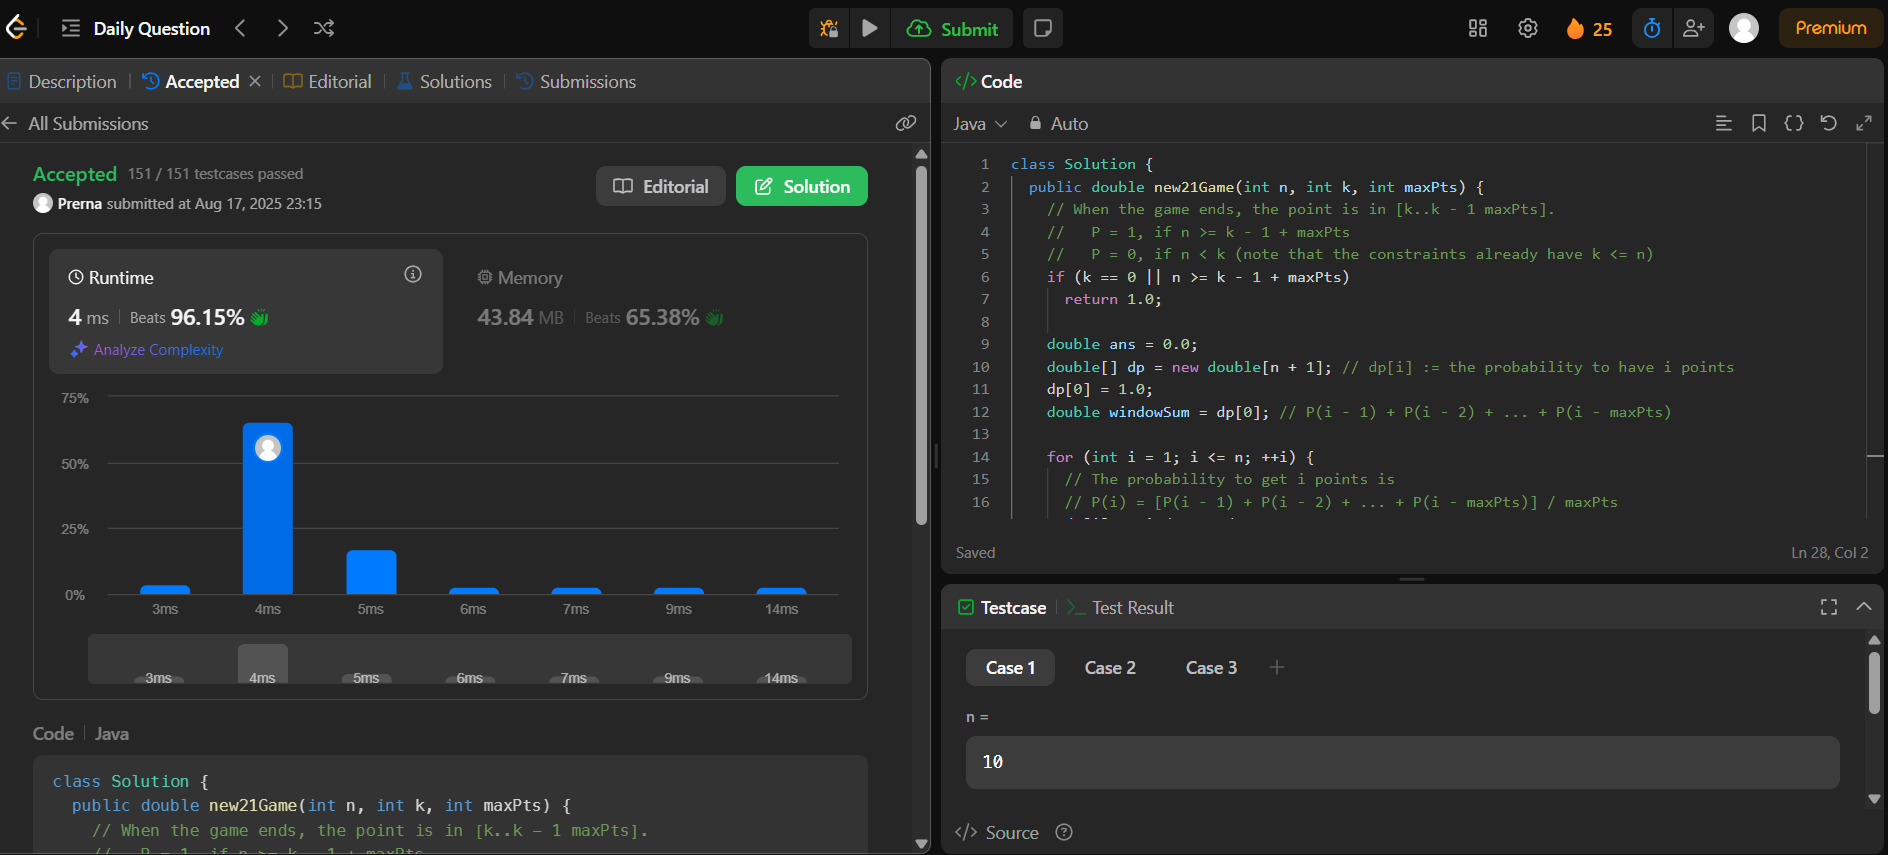 Daily Question
Submit
25
Premium
Description
Accepted
Editorial
Solutions
Submissions
All Submissions
Accepted 151 / 151 testcases passed
Prerna submitted at Aug 17, 2025 23:15
Editorial
Solution
Runtime
4 ms | Beats 96.15%
Analyze Complexity
Memory
43.84 MB | Beats 65.38%
75%
50%
25%
0%
3ms 4ms 5ms 6ms 7ms 9ms 14ms
3ms 4ms 5ms 6ms 7ms 9ms 14ms
Code | Java
class Solution {
public double new21Game(int n, int k, int maxPts) {
// When the game ends, the point is in [k..k - 1 maxPts].
// P = 1, if n >= k - 1 + maxPts
</> Code
Java
Auto
1 class Solution {
2 public double new21Game(int n, int k, int maxPts) {
3 // When the game ends, the point is in [k..k - 1 maxPts].
4 // P = 1, if n >= k - 1 + maxPts
5 // P = 0, if n < k (note that the constraints already have k <= n)
6 if (k == 0 || n >= k - 1 + maxPts)
7 return 1.0;
8
9 double ans = 0.0;
10 double[] dp = new double[n + 1]; // dp[i] := the probability to have i points
11 dp[0] = 1.0;
12 double windowSum = dp[0]; // P(i - 1) + P(i - 2) + ... + P(i - maxPts)
13
14 for (int i = 1; i <= n; ++i) {
15 // The probability to get i points is
16 // P(i) = [P(i - 1) + P(i - 2) + ... + P(i - maxPts)] / maxPts
Saved
Ln 28, Col 2
Testcase
Test Result
Case 1
Case 2
Case 3
+
n =
10
</> Source